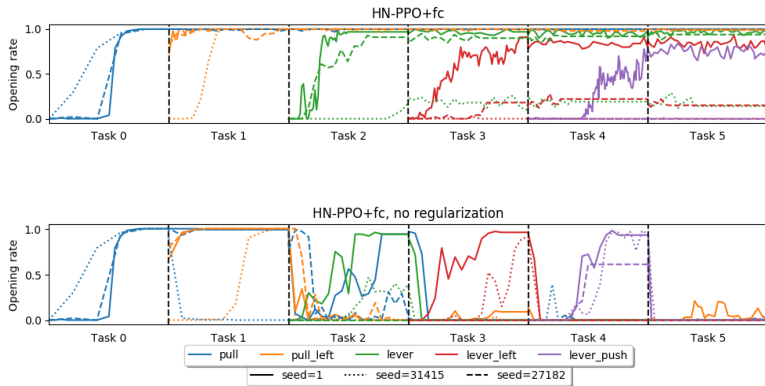 HN-PPO+fc
1.0
0.5
0.0
Opening rate
Task 0 Task 1 Task 2 Task 3 Task 4 Task 5
HN-PPO+fc, no regularization
1.0
0.5
0.0
Opening rate
Task 0 Task 1 Task 2 Task 3 Task 4 Task 5
pull pull_left lever lever_left lever_push
seed=1 seed=31415 seed=27182